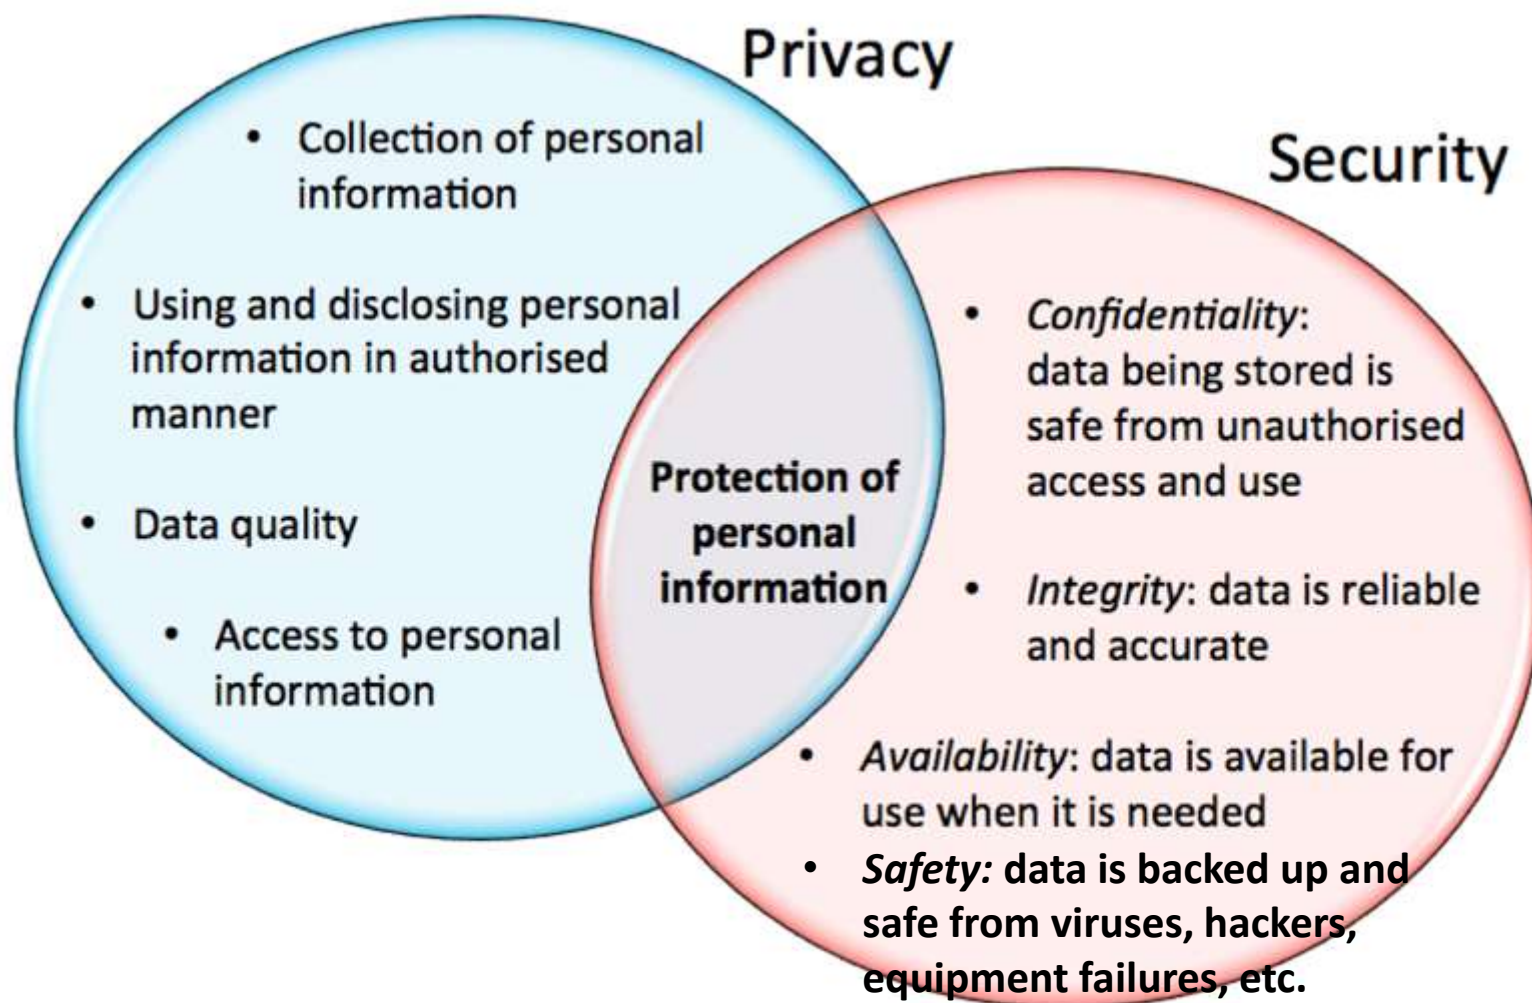 Privacy
• Collection of personal
information
• Using and disclosing personal
information in authorised
manner
• Data quality
• Access to personal
information
Protection of
personal
information
Security
• Confidentiality:
data being stored is
safe from unauthorised
access and use
• Integrity: data is reliable
and accurate
• Availability: data is available for
use when it is needed
• Safety: data is backed up and
safe from viruses, hackers,
equipment failures, etc.